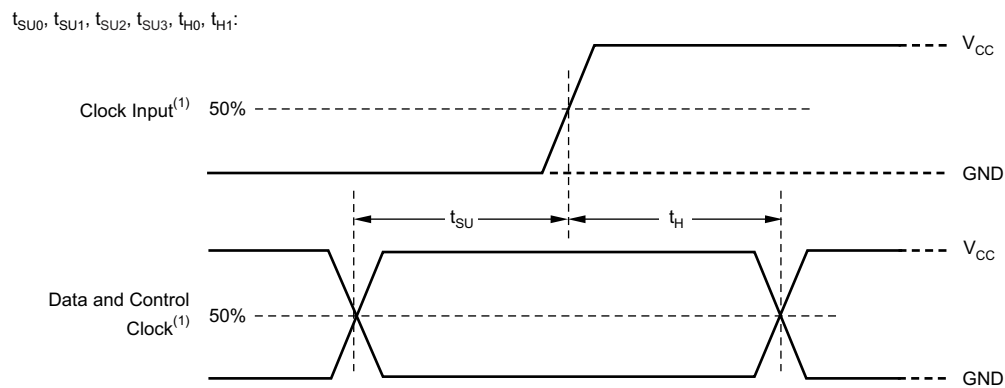 tSU0, tSU1, tSU2, tSU3, tH0, tH1:
VCC
Clock Input(1) 50%
GND
tSU tH
VCC
Data and Control
Clock(1) 50%
GND